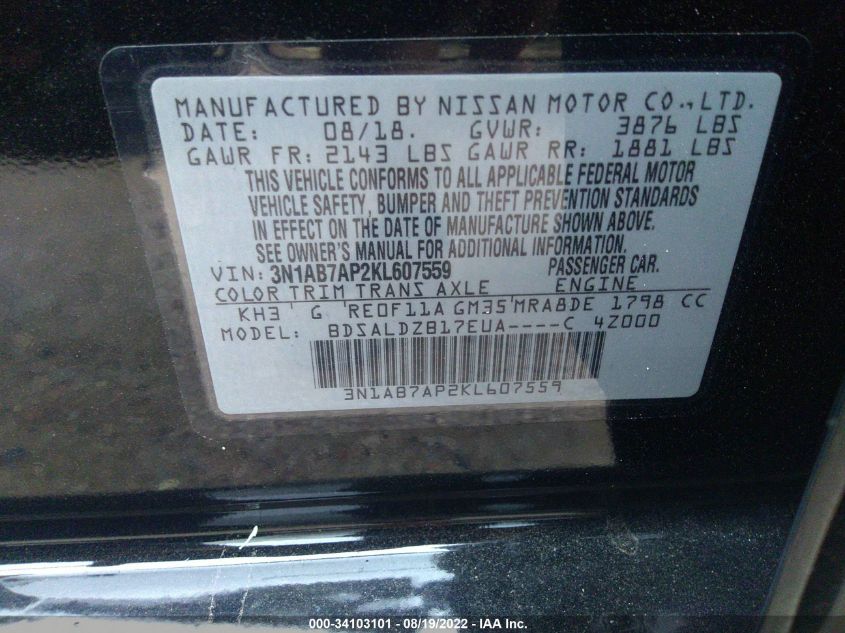 MANUFACTURED BY NISSAN MOTOR CO.,LTD.
DATE: 08/18. GVWR: 3876 LBS
GAWR FR: 2143 LBS GAWR RR: 1881 LBS
THIS VEHICLE CONFORMS TO ALL APPLICABLE FEDERAL MOTOR
VEHICLE SAFETY, BUMPER AND THEFT PREVENTION STANDARDS
IN EFFECT ON THE DATE OF MANUFACTURE SHOWN ABOVE.
SEE OWNER'S MANUAL FOR ADDITIONAL INFORMATION.
VIN: 3N1AB7AP2KL607559 PASSENGER CAR.
COLOR TRIM TRANS AXLE ENGINE
KH3 G 'RE0F11A GM35'MRA8DE 1798 CC
MODEL: BDSALDZB17EUA----C 4Z000
3N1AB7AP2KL607559
000-34103101 - 08/19/2022 - IAA Inc.